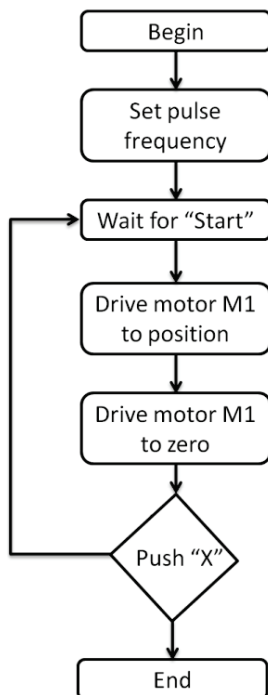 Begin
Set pulse
frequency
Wait for “Start”
Drive motor M1
to position
Drive motor M1
to zero
Push “X”
End